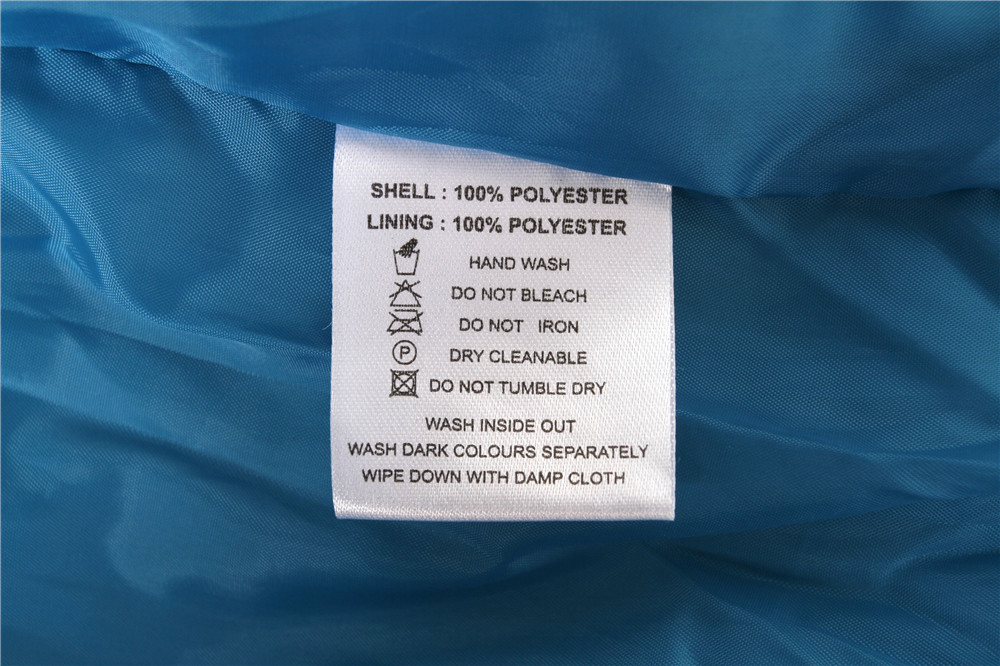 SHELL : 100% POLYESTER
LINING : 100% POLYESTER
HAND WASH
DO NOT BLEACH
DO NOT IRON
P DRY CLEANABLE
DO NOT TUMBLE DRY
WASH INSIDE OUT
WASH DARK COLOURS SEPARATELY
WIPE DOWN WITH DAMP CLOTH